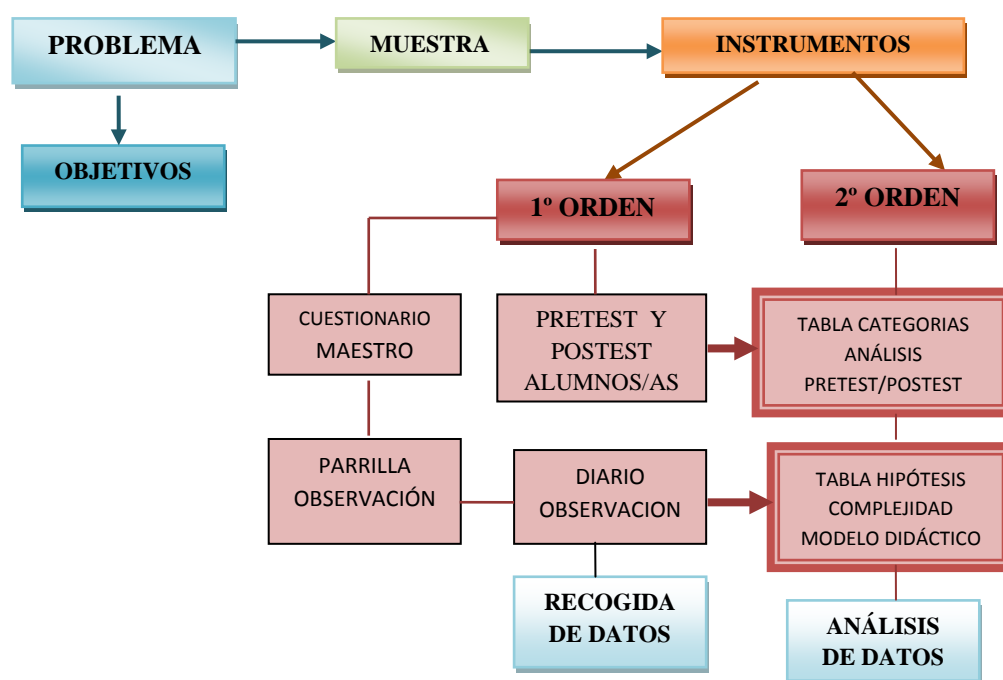 PROBLEMA
MUESTRA
INSTRUMENTOS
OBJETIVOS
1º ORDEN
2º ORDEN
CUESTIONARIO
MAESTRO
PRETEST Y
POSTEST
ALUMNOS/AS
TABLA CATEGORIAS
ANÁLISIS
PRETEST/POSTEST
PARRILLA
OBSERVACIÓN
DIARIO
OBSERVACION
TABLA HIPÓTESIS
COMPLEJIDAD
MODELO DIDÁCTICO
RECOGIDA
DE DATOS
ANÁLISIS
DE DATOS